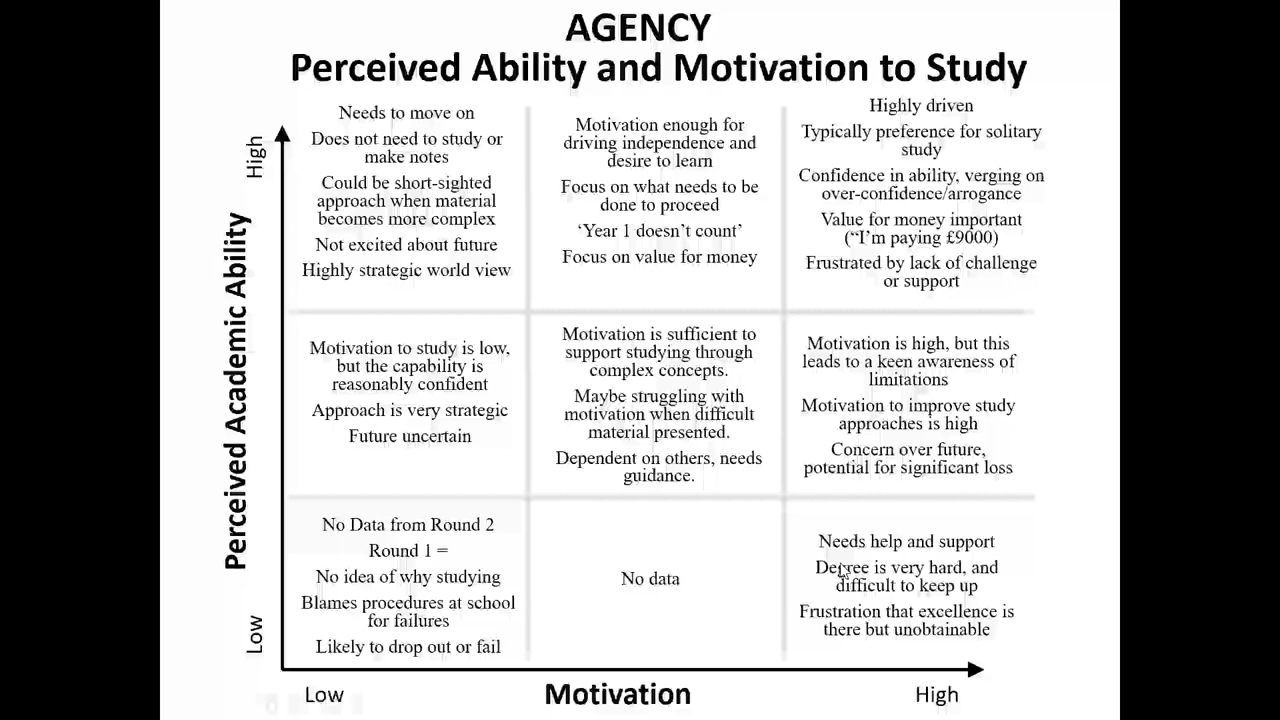 AGENCY
Perceived Ability and Motivation to Study
High
Perceived Academic Ability
Low
Needs to move on
Does not need to study or
make notes
Could be short-sighted
approach when material
becomes more complex
Not excited about future
Highly strategic world view
Motivation enough for
driving independence and
desire to learn
Focus on what needs to be
done to proceed
‘Year 1 doesn’t count’
Focus on value for money
Highly driven
Typically preference for solitary
study
Confidence in ability, verging on
over-confidence/arrogance
Value for money important
(“I’m paying £9000)
Frustrated by lack of challenge
or support
Motivation to study is low,
but the capability is
reasonably confident
Approach is very strategic
Future uncertain
Motivation is sufficient to
support studying through
complex concepts.
Maybe struggling with
motivation when difficult
material presented.
Dependent on others, needs
guidance.
Motivation is high, but this
leads to a keen awareness of
limitations
Motivation to improve study
approaches is high
Concern over future,
potential for significant loss
No Data from Round 2
Round 1 =
No idea of why studying
Blames procedures at school
for failures
Likely to drop out or fail
No data
Needs help and support
Degree is very hard, and
difficult to keep up
Frustration that excellence is
there but unobtainable
Low
Motivation
High